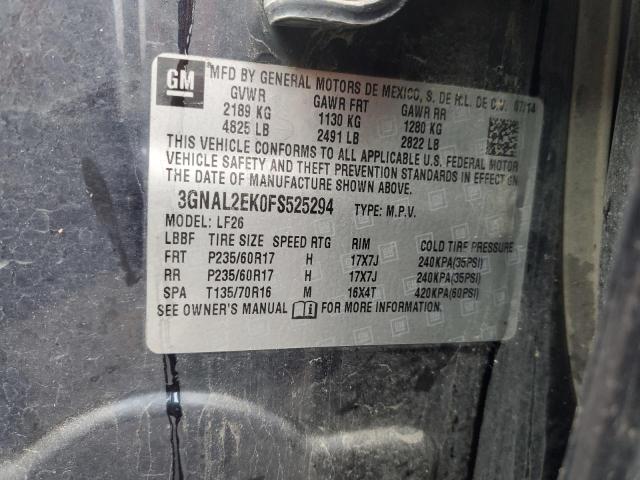 GM
MFD BY GENERAL MOTORS DE MEXICO, S. DE R.L. DE C.V. 07/14
GVWR GAWR FRT GAWR RR
2189 KG 1130 KG 1280 KG
4825 LB 2491 LB 2822 LB
THIS VEHICLE CONFORMS TO ALL APPLICABLE U.S. FEDERAL MOTOR
VEHICLE SAFETY AND THEFT PREVENTION STANDARDS IN EFFECT ON
THE DATE OF MANUFACTURE SHOWN ABOVE.
3GNAL2EK0FS525294 TYPE: M.P.V.
MODEL: LF26
LBBF TIRE SIZE SPEED RTG RIM COLD TIRE PRESSURE
FRT P235/60R17 H 17X7J 240KPA(35PSI)
RR P235/60R17 H 17X7J 240KPA(35PSI)
SPA T135/70R16 M 16X4T 420KPA(60PSI)
SEE OWNER'S MANUAL FOR MORE INFORMATION.